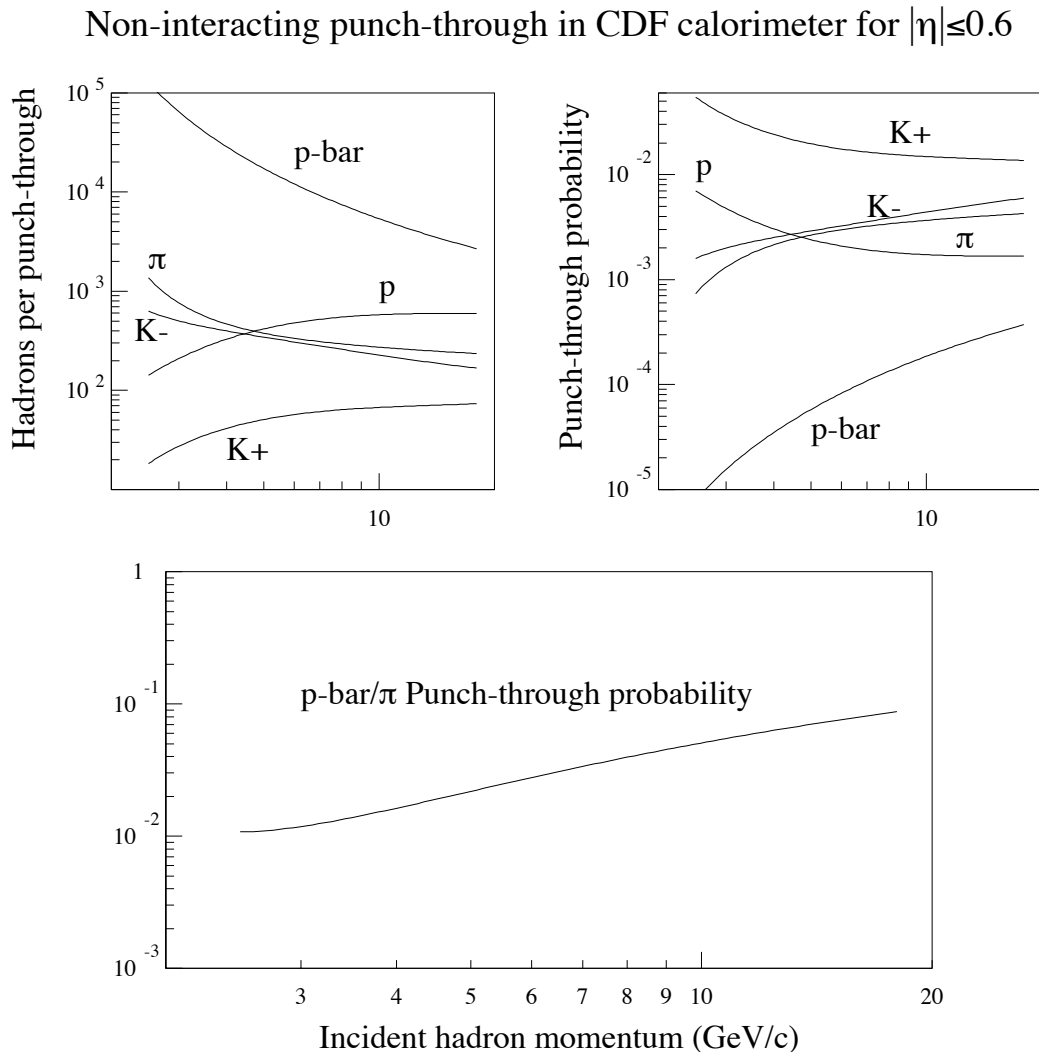 Non-interacting punch-through in CDF calorimeter for |η|≤0.6
Hadrons per punch-through
10^5
10^4
10^3
10^2
p-bar
π
K-
p
K+
10
Punch-through probability
10^-2
10^-3
10^-4
10^-5
K+
p
K-
π
p-bar
10
1
10^-1
10^-2
10^-3
p-bar/π Punch-through probability
3 4 5 6 7 8 9 10 20
Incident hadron momentum (GeV/c)